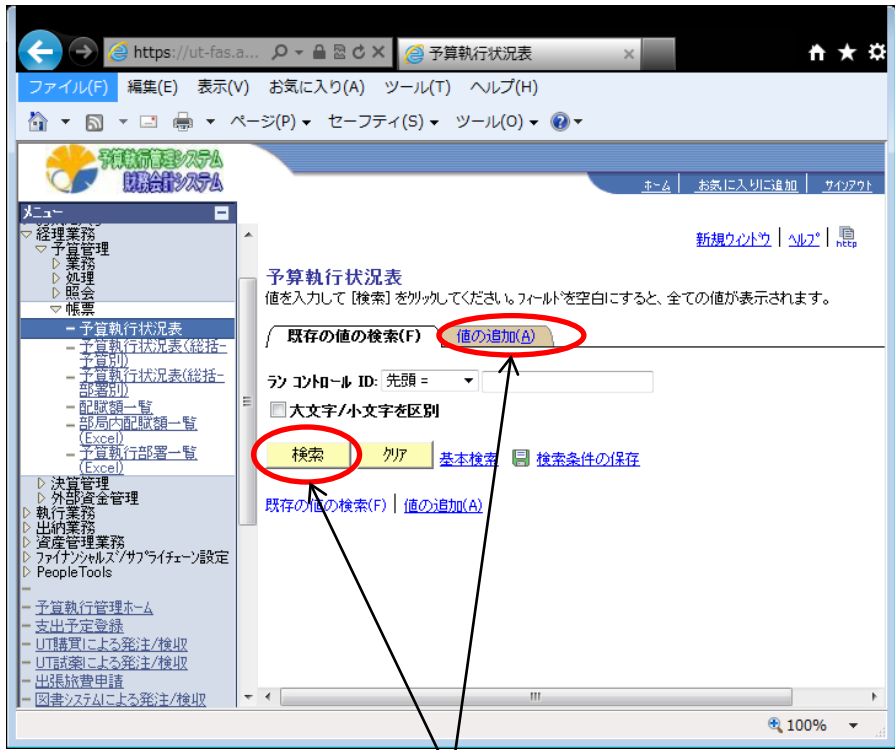 https://ut-fas.a...
予算執行状況表
ファイル(F) 編集(E) 表示(V) お気に入り(A) ツール(T) ヘルプ(H)
ページ(P) セーフティ(S) ツール(O)
予算執行管理システム
財務会計システム
ホーム お気に入りに追加 サインアウト
メニュー
経理業務
予算管理
業務
処理
照会
帳票
予算執行状況表
予算執行状況表(総括-
予算別)
予算執行状況表(総括-
部署別)
配賦額一覧
部局内配賦額一覧
(Excel)
予算執行部署一覧
(Excel)
決算管理
外部資金管理
執行業務
出納業務
資産管理業務
ファイナンシャルズ/サプライチェーン設定
PeopleTools
予算執行管理ホーム
支出予定登録
UT購買による発注/検収
UT試薬による発注/検収
出張旅費申請
図書システムによる発注/検収
新規ウィンドウ | ヘルプ | http
予算執行状況表
値を入力して [検索] をクリックしてください。フィールドを空白にすると、全ての値が表示されます。
既存の値の検索(F) 値の追加(A)
ラン コントロール ID: 先頭 =
大文字/小文字を区別
検索 クリア 基本検索 検索条件の保存
既存の値の検索(F) | 値の追加(A)
100%